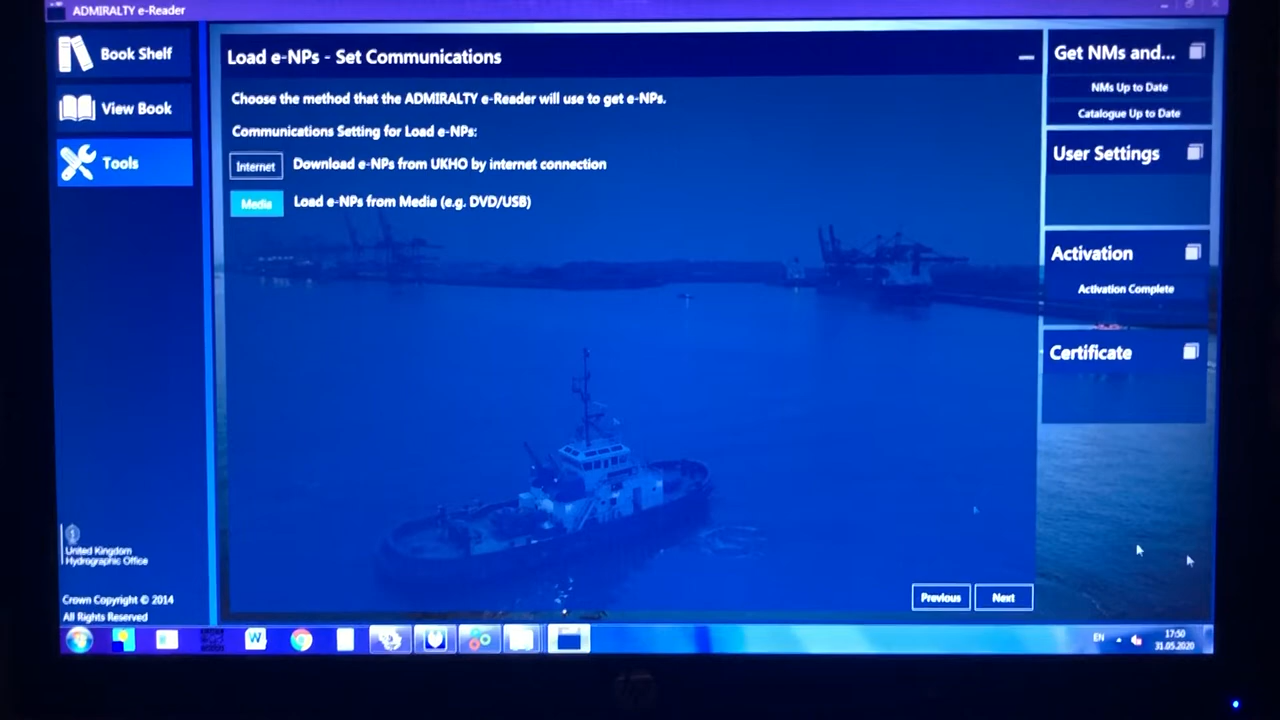 ADMIRALTY e-Reader
Book Shelf
View Book
Tools
United Kingdom
Hydrographic Office
Crown Copyright © 2014
All Rights Reserved
Load e-NPs - Set Communications
Choose the method that the ADMIRALTY e-Reader will use to get e-NPs.
Communications Setting for Load e-NPs:
Internet Download e-NPs from UKHO by internet connection
Media Load e-NPs from Media (e.g. DVD/USB)
Previous Next
Get NMs and...
NMs Up to Date
Catalogue Up to Date
User Settings
Activation
Activation Complete
Certificate
EN
17:50
31.05.2020
hp